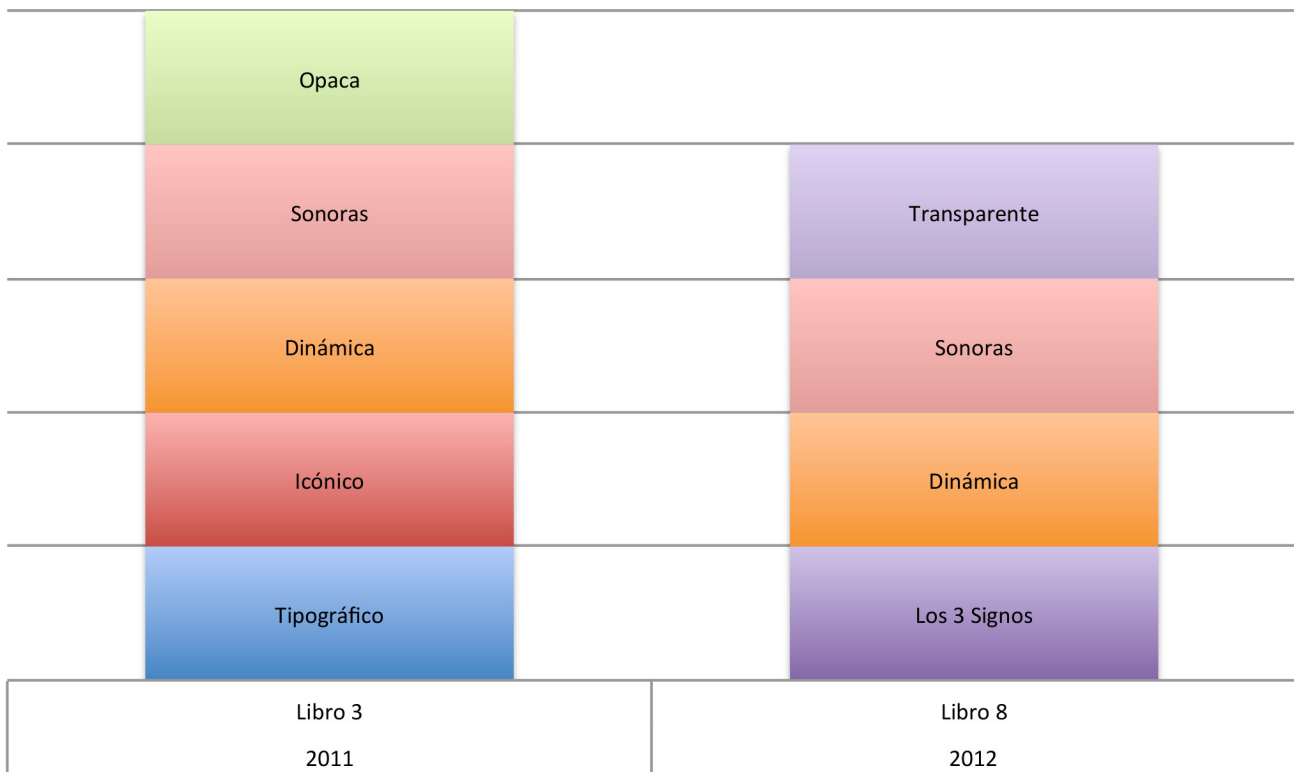 Opaca
Sonoras
Dinámica
Icónico
Tipográfico
Transparente
Sonoras
Dinámica
Los 3 Signos
Libro 3
2011
Libro 8
2012